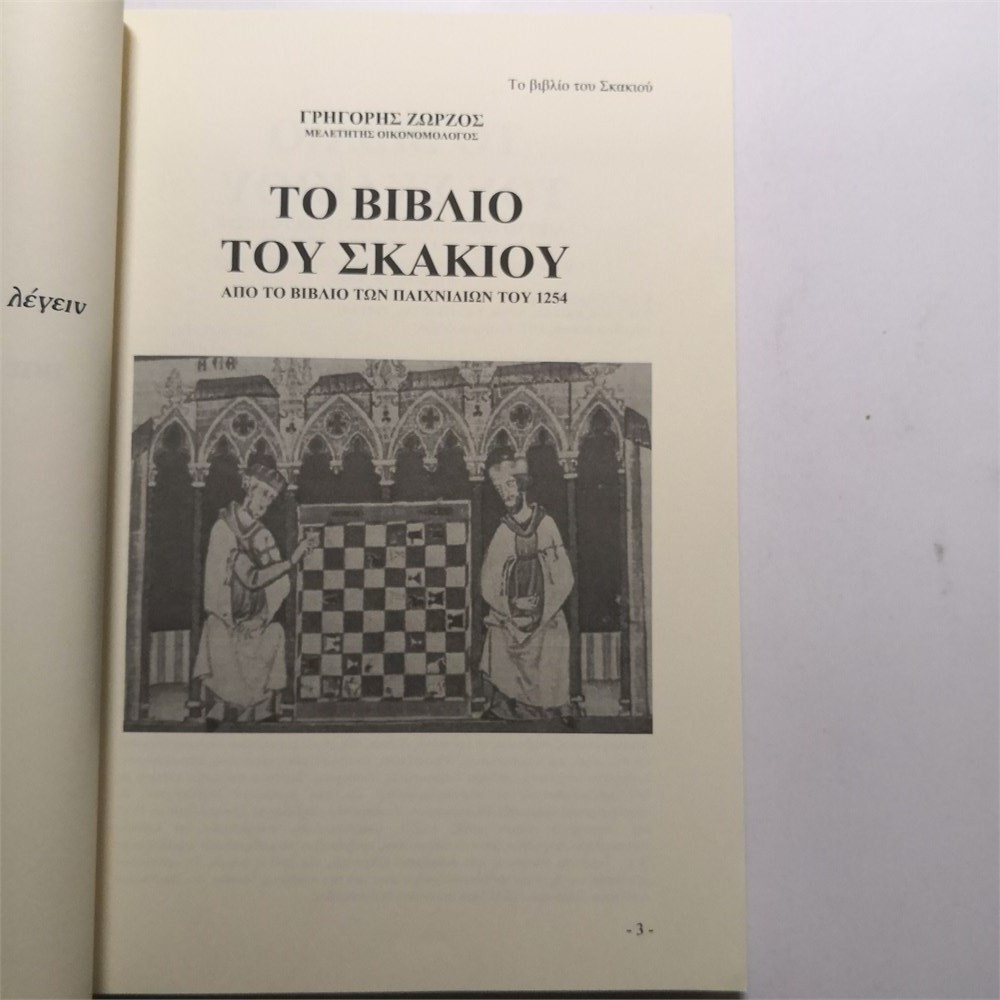 λέγειν
Το βιβλίο του Σκακιού
ΓΡΗΓΟΡΗΣ ΖΩΡΖΟΣ
ΜΕΛΕΤΗΤΗΣ ΟΙΚΟΝΟΜΟΛΟΓΟΣ
ΤΟ ΒΙΒΛΙΟ
ΤΟΥ ΣΚΑΚΙΟΥ
ΑΠΟ ΤΟ ΒΙΒΛΙΟ ΤΩΝ ΠΑΙΧΝΙΔΙΩΝ ΤΟΥ 1254
- 3 -